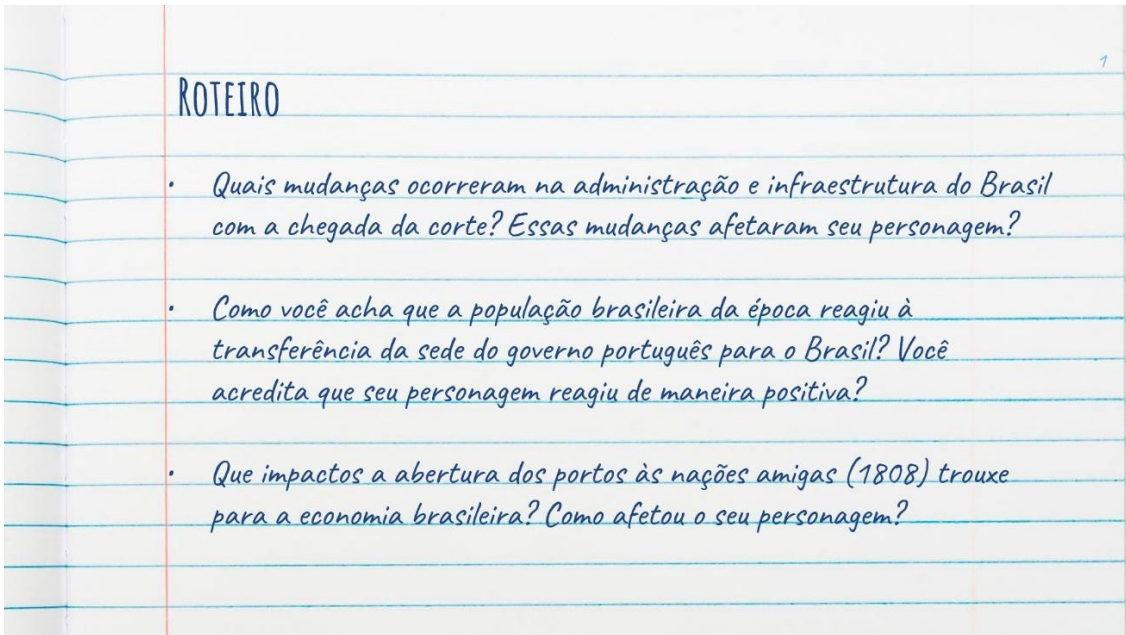 1
ROTEIRO
• Quais mudanças ocorreram na administração e infraestrutura do Brasil
com a chegada da corte? Essas mudanças afetaram seu personagem?
• Como você acha que a população brasileira da época reagiu à
transferência da sede do governo português para o Brasil? Você
acredita que seu personagem reagiu de maneira positiva?
• Que impactos a abertura dos portos às nações amigas (1808) trouxe
para a economia brasileira? Como afetou o seu personagem?